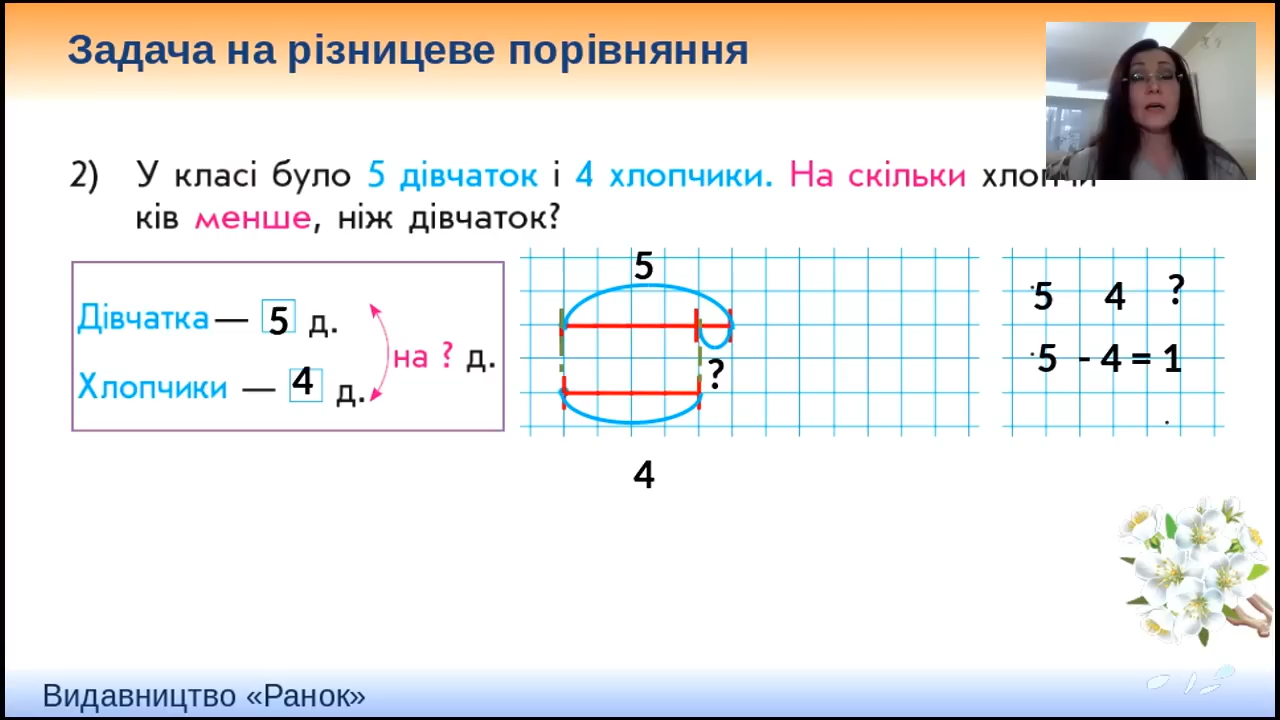 Задача на різницеве порівняння
2) У класі було 5 дівчаток і 4 хлопчики. На скільки хлопчи
ків менше, ніж дівчаток?
Дівчатка — 5 д.
на ? д.
Хлопчики — 4 д.
5
?
4
5 4 ?
5 - 4 = 1
Видавництво «Ранок»